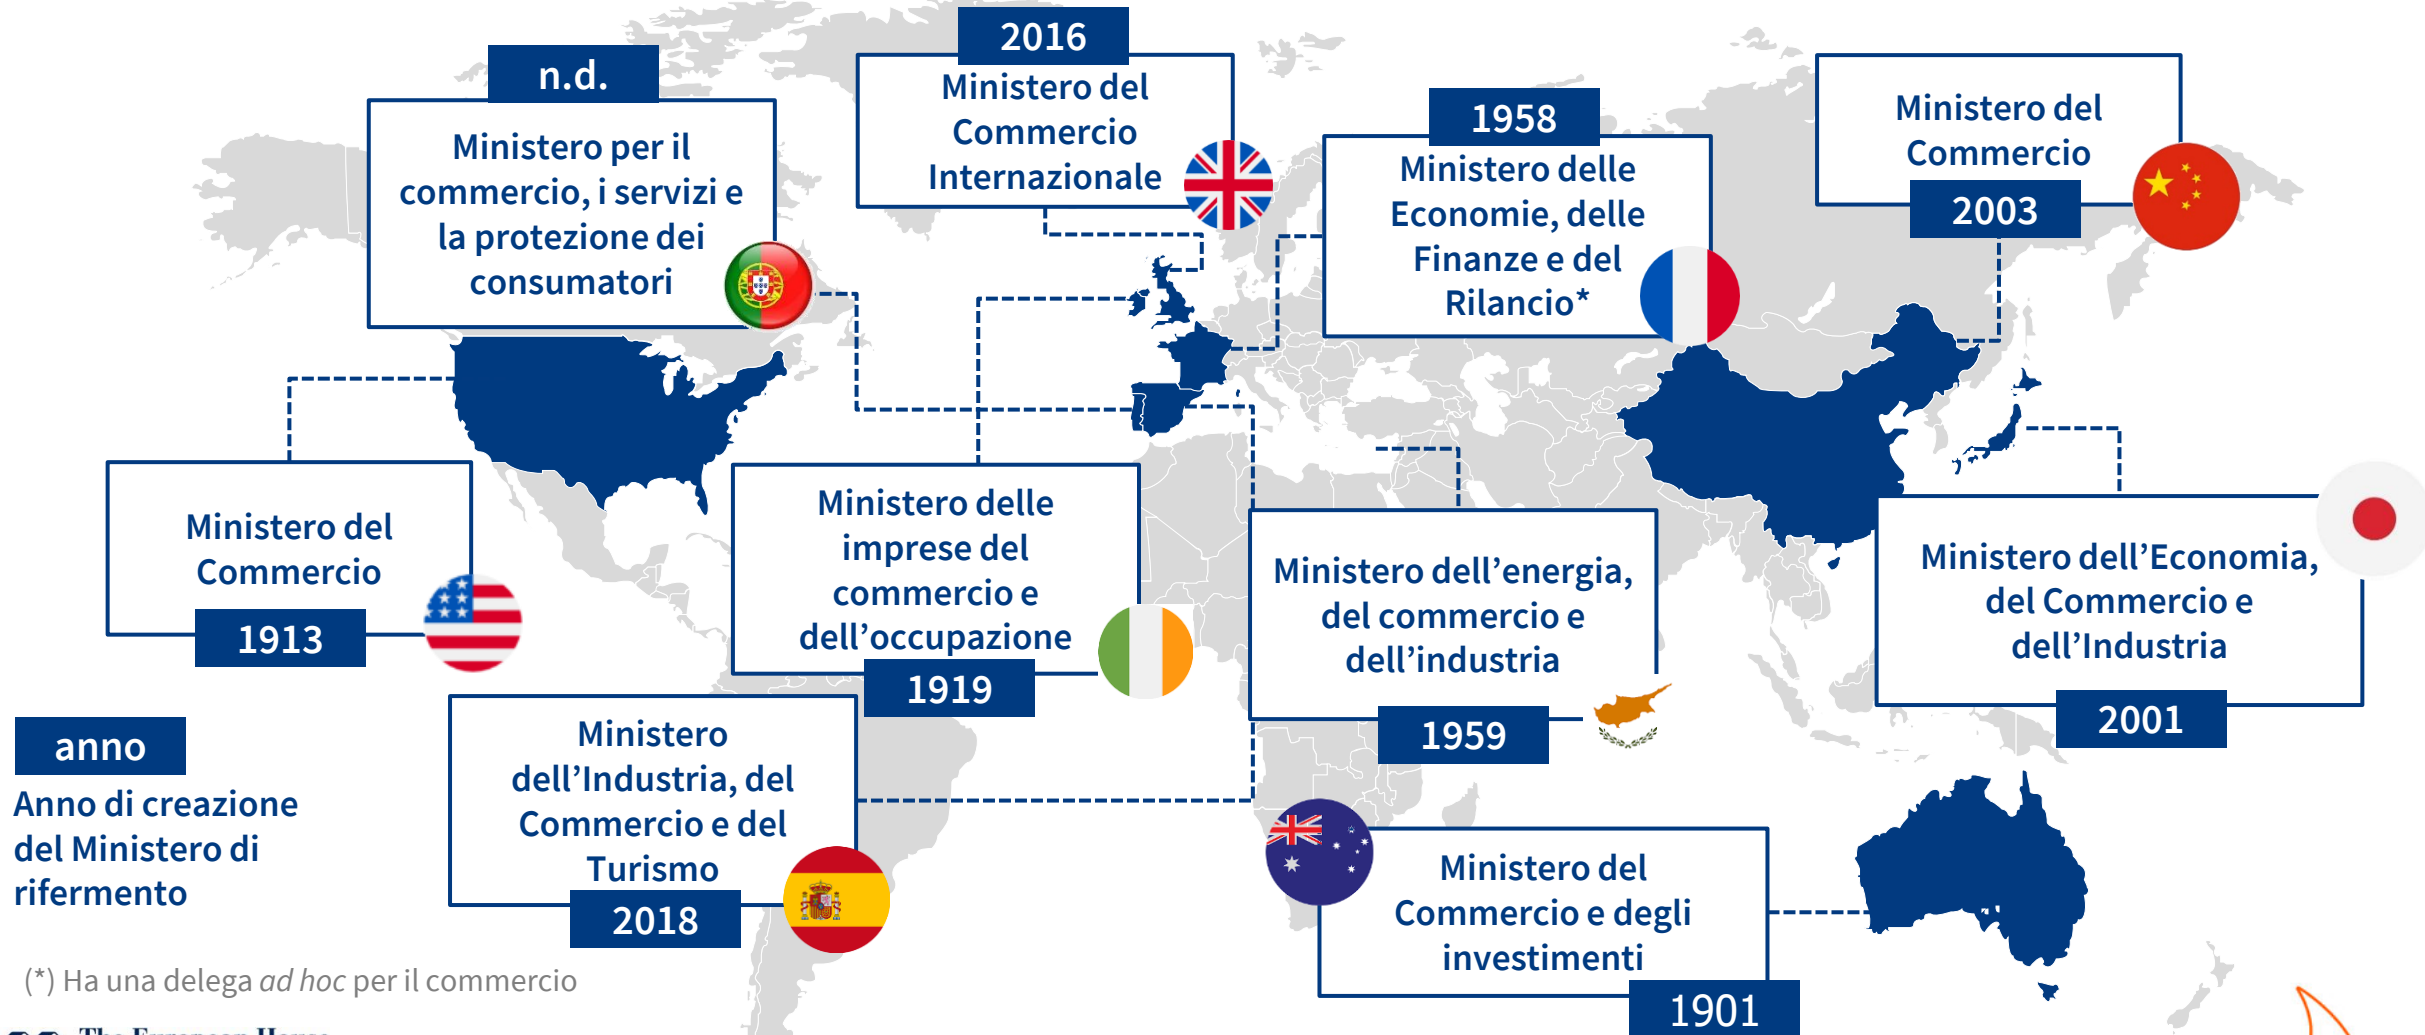 n.d.
Ministero per il
commercio, i servizi e
la protezione dei
consumatori
2016
Ministero del
Commercio
Internazionale
1958
Ministero delle
Economie, delle
Finanze e del
Rilancio*
Ministero del
Commercio
2003
Ministero del
Commercio
1913
Ministero delle
imprese del
commercio e
dell’occupazione
1919
Ministero dell’energia,
del commercio e
dell’industria
1959
Ministero dell’Economia,
del Commercio e
dell’Industria
2001
Ministero
dell’Industria, del
Commercio e del
Turismo
2018
Ministero del
Commercio e degli
investimenti
1901
anno
Anno di creazione
del Ministero di
rifermento
(*) Ha una delega ad hoc per il commercio
The European House